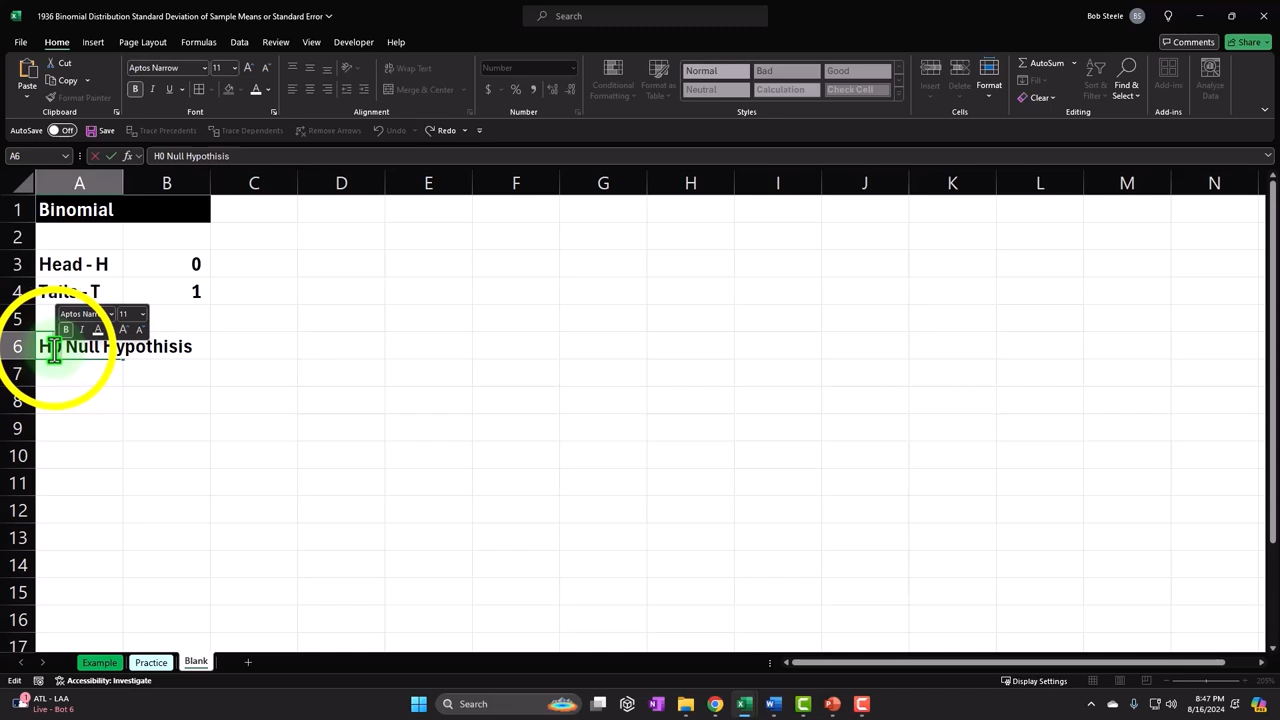 1936 Binomial Distribution Standard Deviation of Sample Means or Standard Error
Search
Bob Steele
BS
File Home Insert Page Layout Formulas Data Review View Developer Help
Comments
Share
Paste
Cut
Copy
Format Painter
Clipboard
Aptos Narrow 11
B I U
Font
Wrap Text
Merge & Center
Alignment
Number
$ %
Number
Conditional Formatting
Format as Table
Normal Bad Good
Neutral Calculation Check Cell
Styles
Insert Delete Format
Cells
AutoSum
Fill
Clear
Sort & Filter
Find & Select
Editing
Add-ins
Add-ins
Analyze Data
AutoSave Off Save Trace Precedents Trace Dependents Remove Arrows Undo Redo
A6 fx H0 Null Hypothisis
A B C D E F G H I J K L M N
1 Binomial
2
3 Head - H 0
4 Tails - T 1
Aptos Narrow 11
5
B I A
6 H0 Null Hypothisis
7
8
9
10
11
12
13
14
15
16
17
Example Practice Blank
Edit Accessibility: Investigate
Display Settings
205%
1
ATL - LAA
Live - Bot 6
Search
8:47 PM
8/16/2024